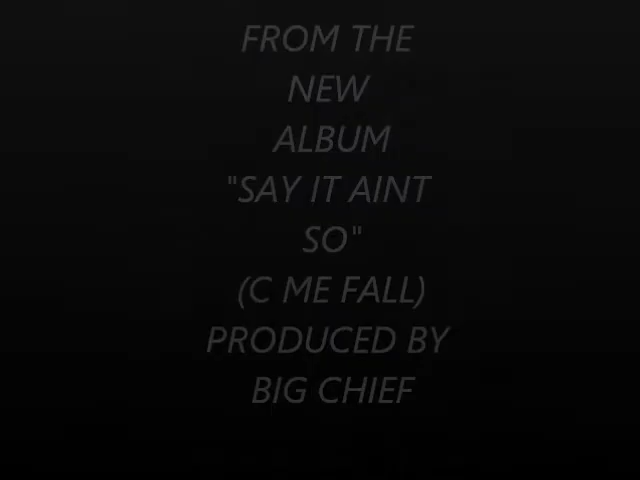 FROM THE
NEW
ALBUM
"SAY IT AINT
SO"
(C ME FALL)
PRODUCED BY
BIG CHIEF